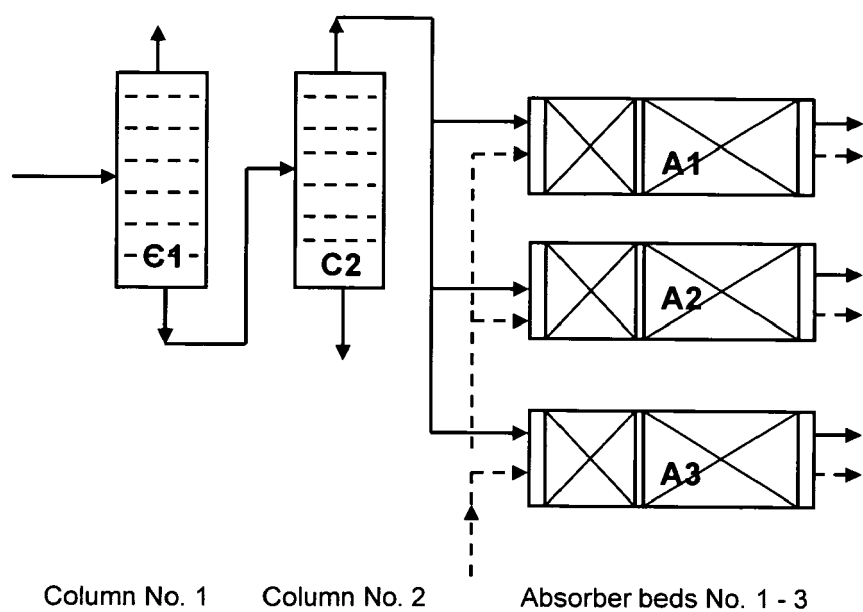 A1
C1
C2
A2
A3
Column No. 1
Column No. 2
Absorber beds No. 1 - 3